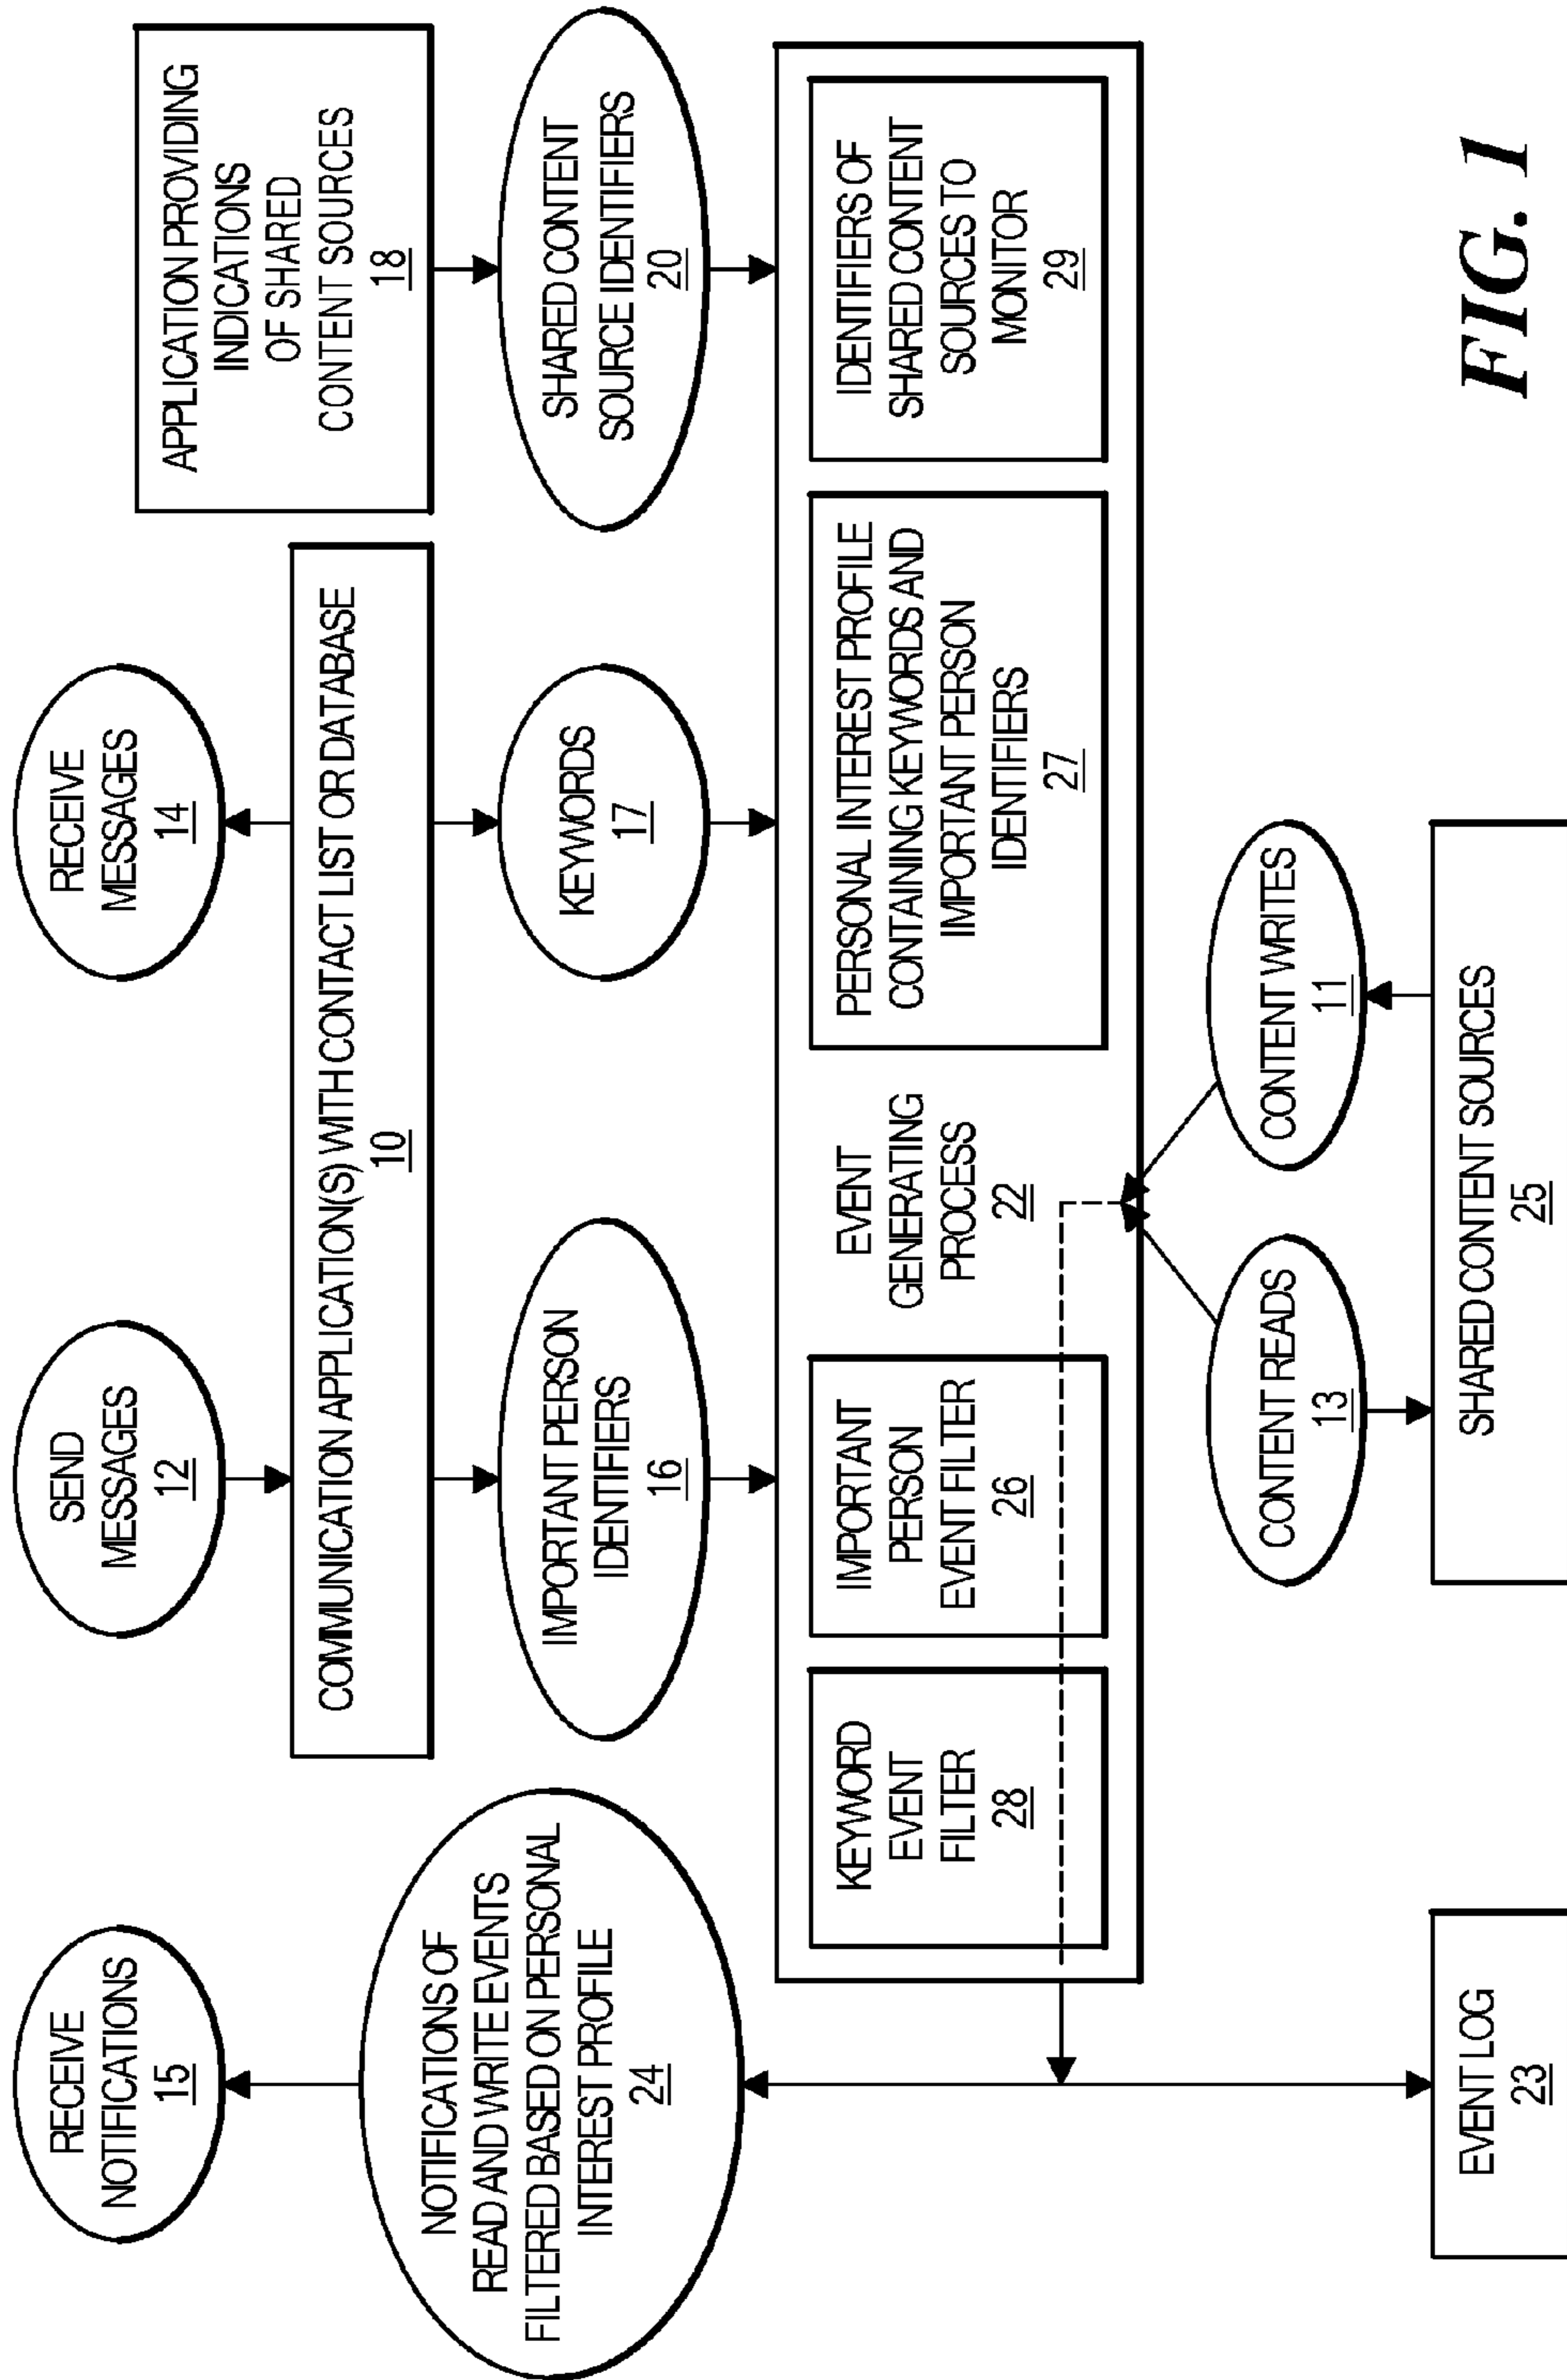 RECEIVE
NOTIFICATIONS
15
SEND
MESSAGES
12
RECEIVE
MESSAGES
14
NOTIFICATIONS OF
READ AND WRITE EVENTS
FILTERED BASED ON PERSONAL
INTEREST PROFILE
24
COMMUNICATION APPLICATION(S) WITH CONTACT LIST OR DATABASE
10
APPLICATION PROVIDING
INDICATIONS
OF SHARED
CONTENT SOURCES
18
IMPORTANT PERSON
IDENTIFIERS
16
KEYWORDS
17
SHARED CONTENT
SOURCE IDENTIFIERS
20
KEYWORD
EVENT
FILTER
28
IMPORTANT
PERSON
EVENT FILTER
26
EVENT
GENERATING
PROCESS
22
PERSONAL INTEREST PROFILE
CONTAINING KEYWORDS AND
IMPORTANT PERSON
IDENTIFIERS
27
IDENTIFIERS OF
SHARED CONTENT
SOURCES TO
MONITOR
29
CONTENT READS
13
CONTENT WRITES
11
EVENT LOG
23
SHARED CONTENT SOURCES
25
FIG. 1